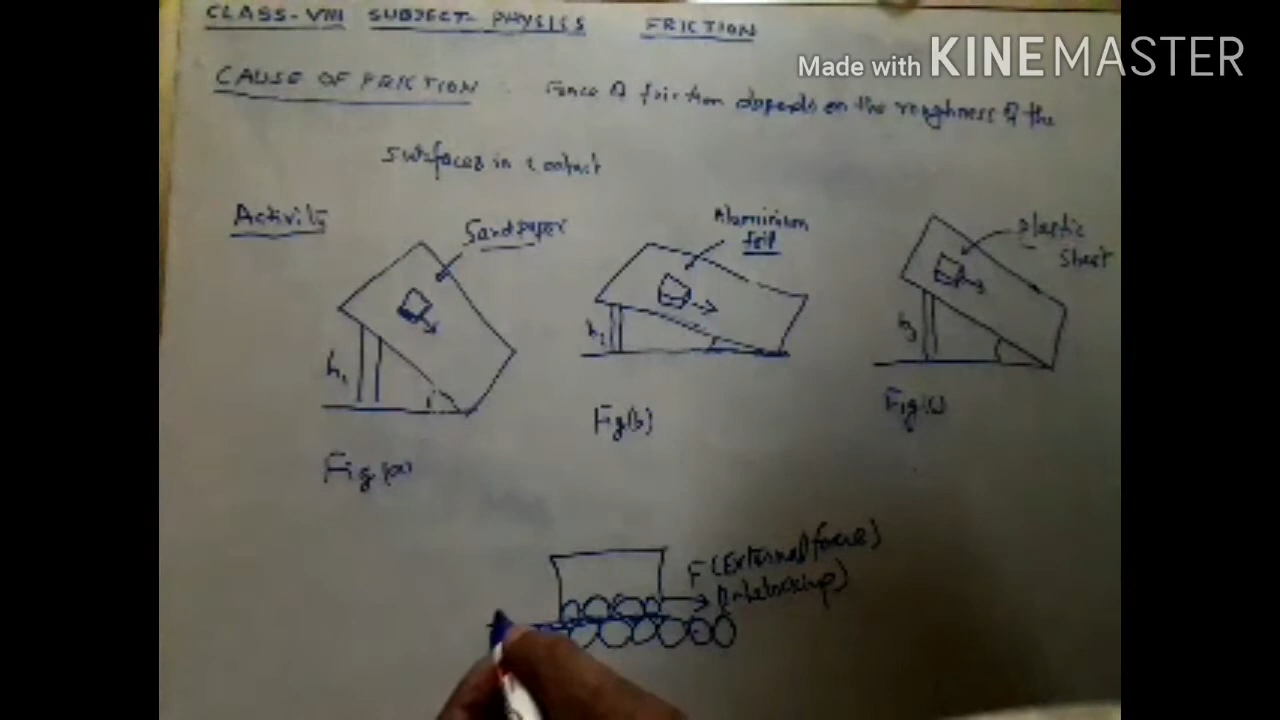 CLASS-VIII SUBJECT- PHYSICS FRICTION
Made with KINEMASTER
CAUSE OF FRICTION : Force of friction depends on the roughness of the
surfaces in contact
Activity
Sandpaper
Aluminium
foil
Plastic
Sheet
h1
Fig(a)
Fig(b)
Fig(c)
F (External force)
(Interlocking)